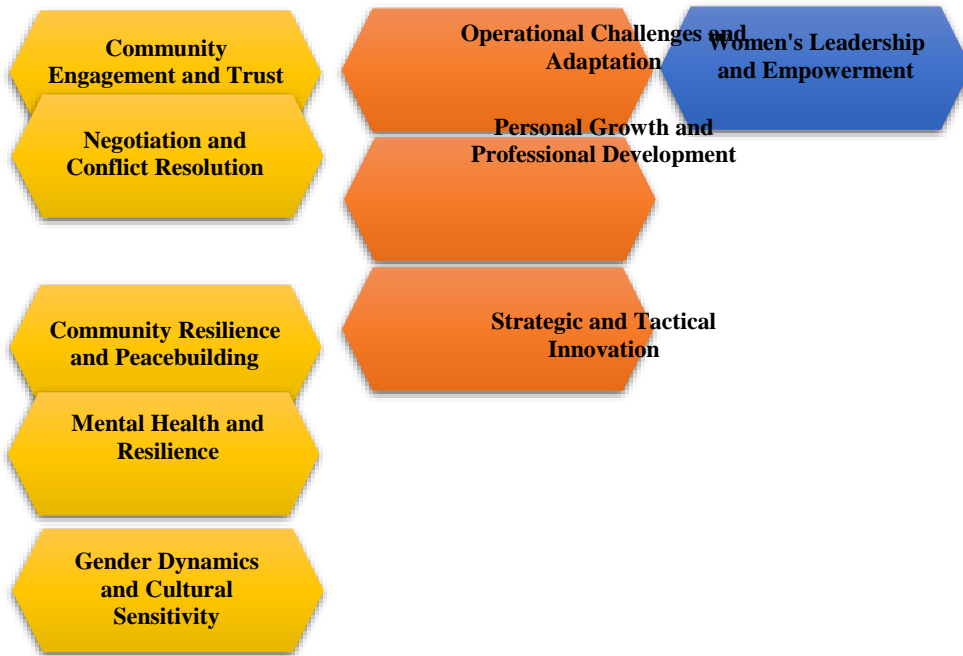 Community
Engagement and Trust
Negotiation and
Conflict Resolution
Community Resilience
and Peacebuilding
Mental Health and
Resilience
Gender Dynamics
and Cultural
Sensitivity
Operational Challenges and
Adaptation
Personal Growth and
Professional Development
Strategic and Tactical
Innovation
Women's Leadership
and Empowerment